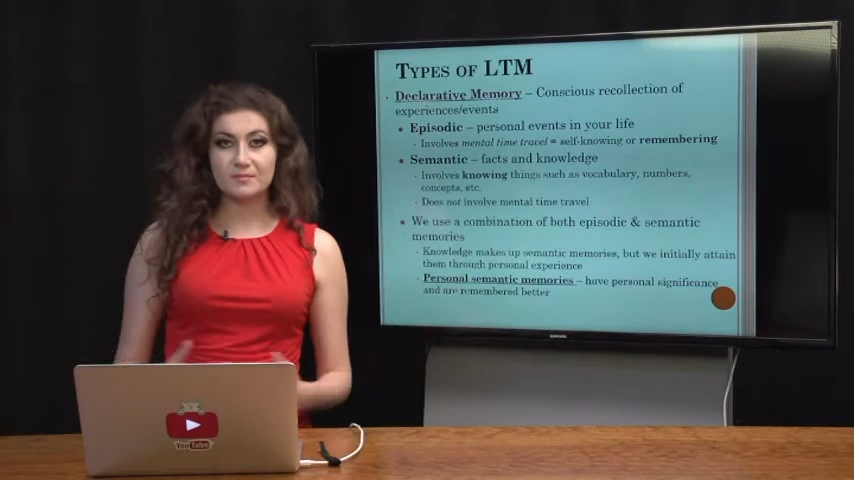 TYPES OF LTM
Declarative Memory – Conscious recollection of
experiences/events
• Episodic – personal events in your life
- Involves mental time travel = self-knowing or remembering
• Semantic – facts and knowledge
- Involves knowing things such as vocabulary, numbers,
concepts, etc.
- Does not involve mental time travel
• We use a combination of both episodic & semantic
memories
- Knowledge makes up semantic memories, but we initially attain
them through personal experience
- Personal semantic memories – have personal significance
and are remembered better
SAMSUNG
YouTube